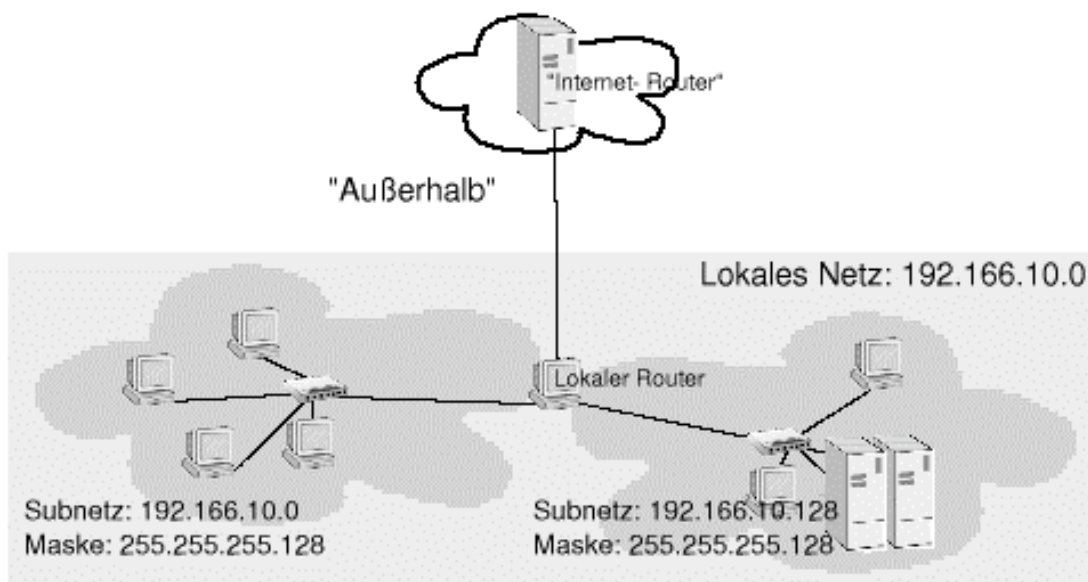 "Internet- Router"
"Außerhalb"
Lokales Netz: 192.166.10.0
Lokaler Router
Subnetz: 192.166.10.0
Maske: 255.255.255.128
Subnetz: 192.166.10.128
Maske: 255.255.255.128